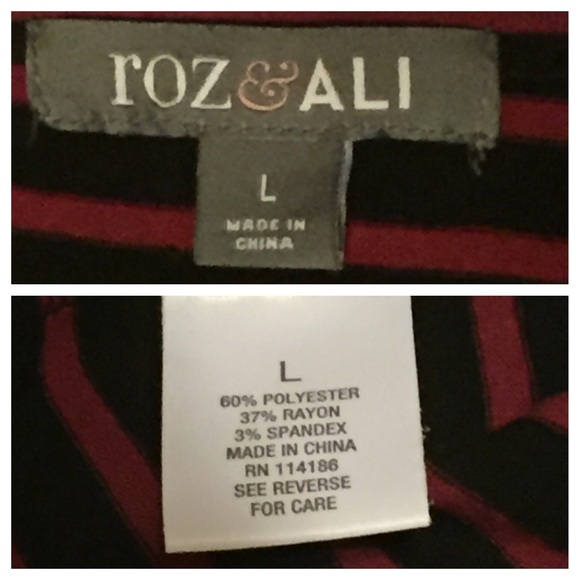 roz&ALI
L
MADE IN
CHINA
L
60% POLYESTER
37% RAYON
3% SPANDEX
MADE IN CHINA
RN 114186
SEE REVERSE
FOR CARE